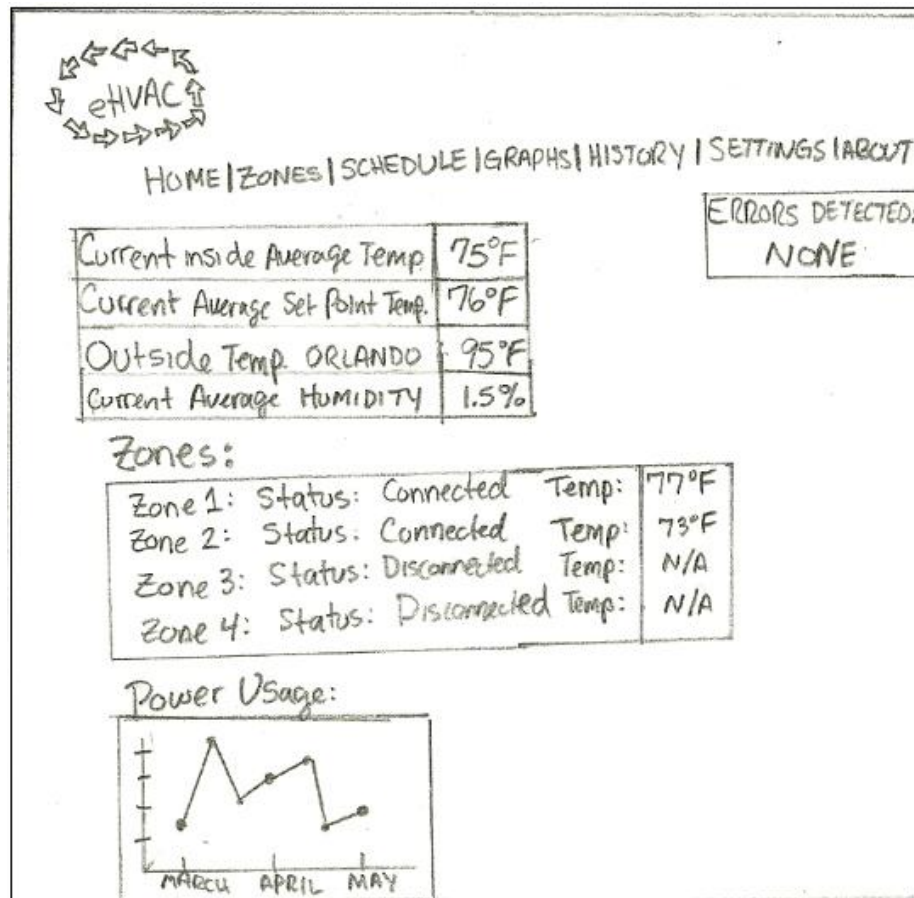 eHVAC
HOME | ZONES | SCHEDULE | GRAPHS | HISTORY | SETTINGS | ABOUT
ERRORS DETECTED:
NONE
Current inside Average Temp 75°F
Current Average Set Point Temp. 76°F
Outside Temp. ORLANDO 95°F
Current Average HUMIDITY 1.5%
Zones:
Zone 1: Status: Connected Temp: 77°F
Zone 2: Status: Connected Temp: 73°F
Zone 3: Status: Disconnected Temp: N/A
Zone 4: Status: Disconnected Temp: N/A
Power Usage:
MARCH APRIL MAY